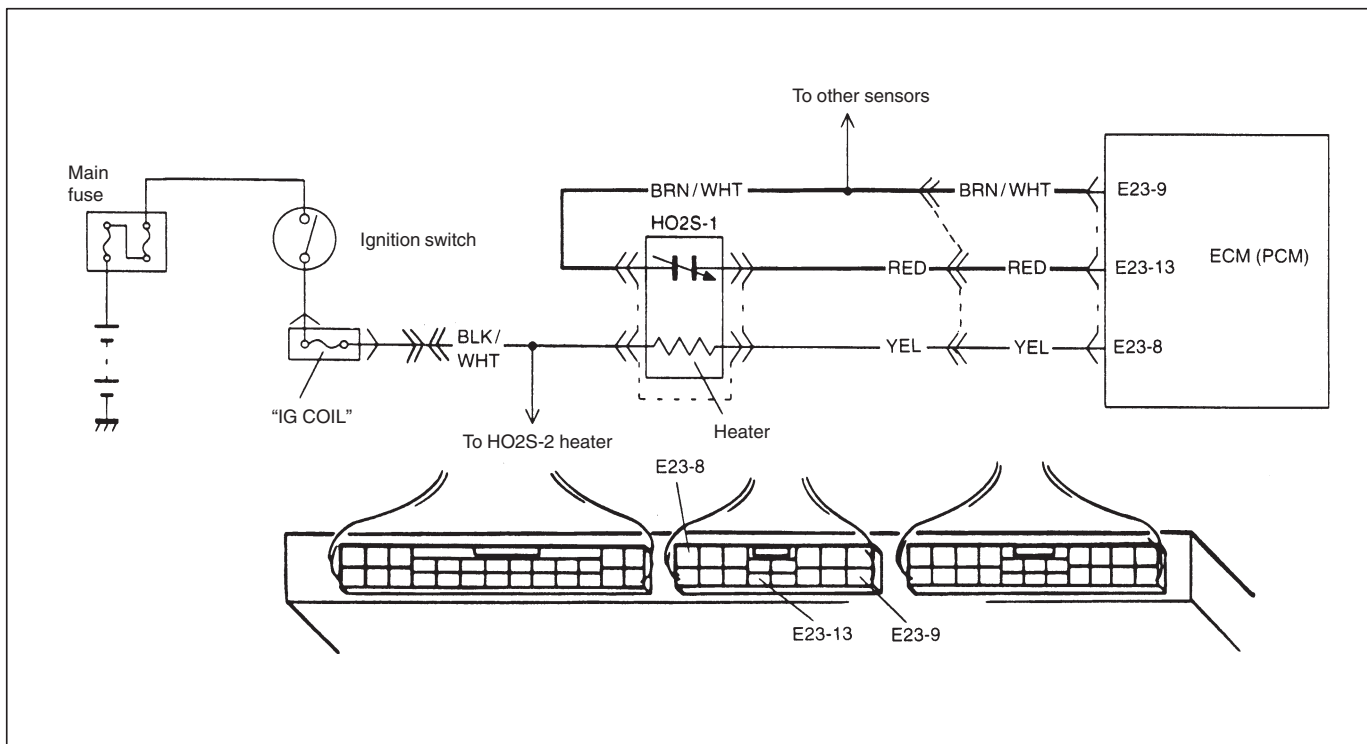 To other sensors
Main
fuse
BRN/WHT
BRN/WHT
E23-9
HO2S-1
Ignition switch
RED
RED
E23-13
ECM (PCM)
BLK/
WHT
YEL
YEL
E23-8
“IG COIL”
To HO2S-2 heater
Heater
E23-8
E23-13
E23-9